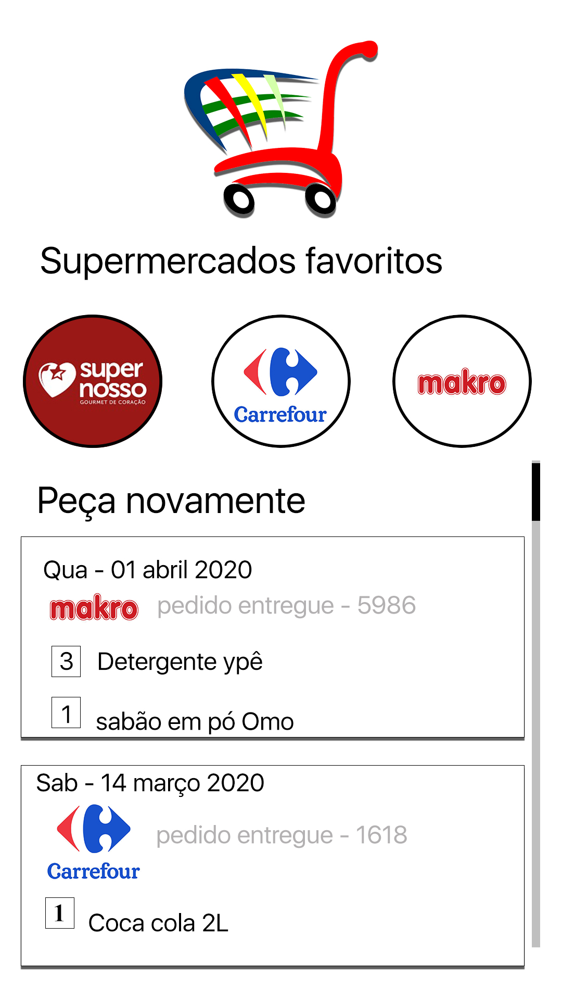 Supermercados favoritos
super
nosso
GOURMET DE CORAÇÃO
Carrefour
makro
Peça novamente
Qua - 01 abril 2020
makro pedido entregue - 5986
3 Detergente ypê
1 sabão em pó Omo
Sab - 14 março 2020
pedido entregue - 1618
Carrefour
1 Coca cola 2L